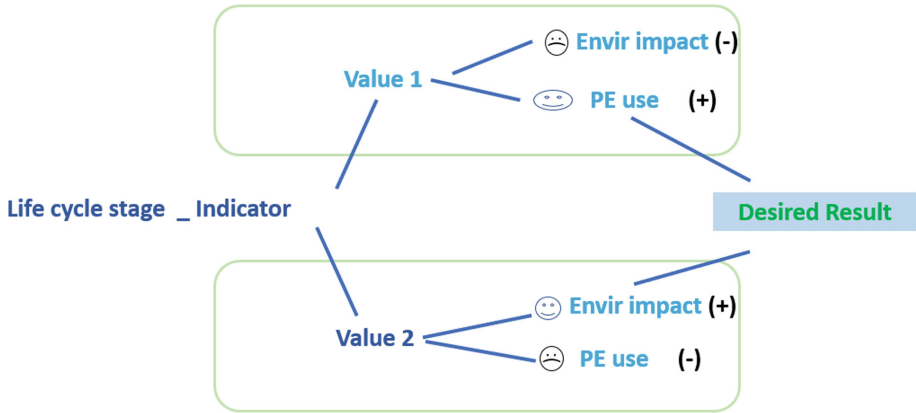 Envir impact (-)
Value 1
PE use (+)
Life cycle stage _ Indicator
Desired Result
Envir impact (+)
Value 2
PE use (-)